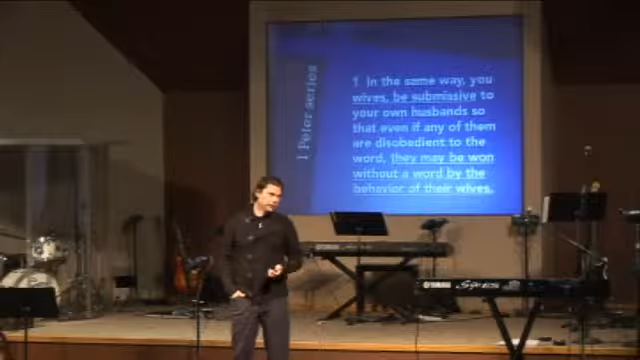 I Peter series
1 In the same way, you
wives, be submissive to
your own husbands so
that even if any of them
are disobedient to the
word, they may be won
without a word by the
behavior of their wives.
YAMAHA